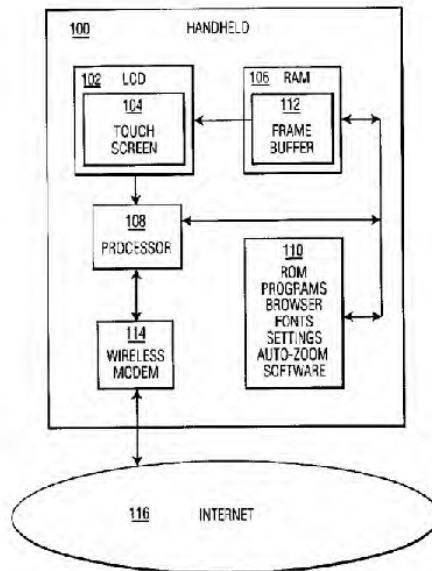 100 HANDHELD
102 LCD
104
TOUCH
SCREEN
106 RAM
112
FRAME
BUFFER
108
PROCESSOR
110
ROM
PROGRAMS
BROWSER
FONTS
SETTINGS
AUTO-ZOOM
SOFTWARE
114
WIRELESS
MODEM
116 INTERNET